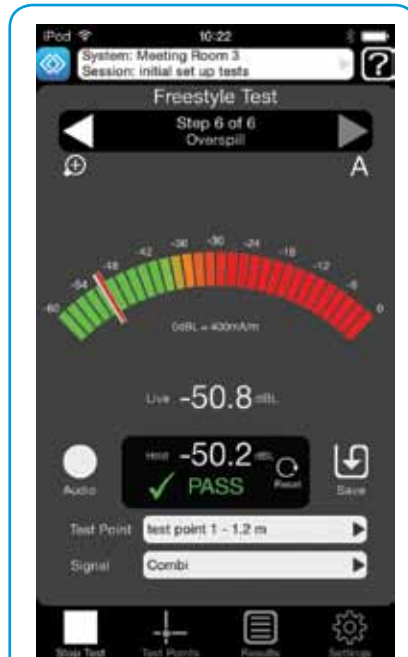 iPod 10:22
System: Meeting Room 3
Session: initial set up tests
?
Freestyle Test
Step 6 of 6
Overspill
A
-60 -54 -48 -42 -36 -30 -24 -18 -12 -6 0
0dBL = 400mA/m
Live -50.8 dBL
Hold -50.2 dBL
PASS
Reset
Audio
Save
Test Point test point 1 - 1.2 m
Signal Combi
Stop Test Test Points Results Settings